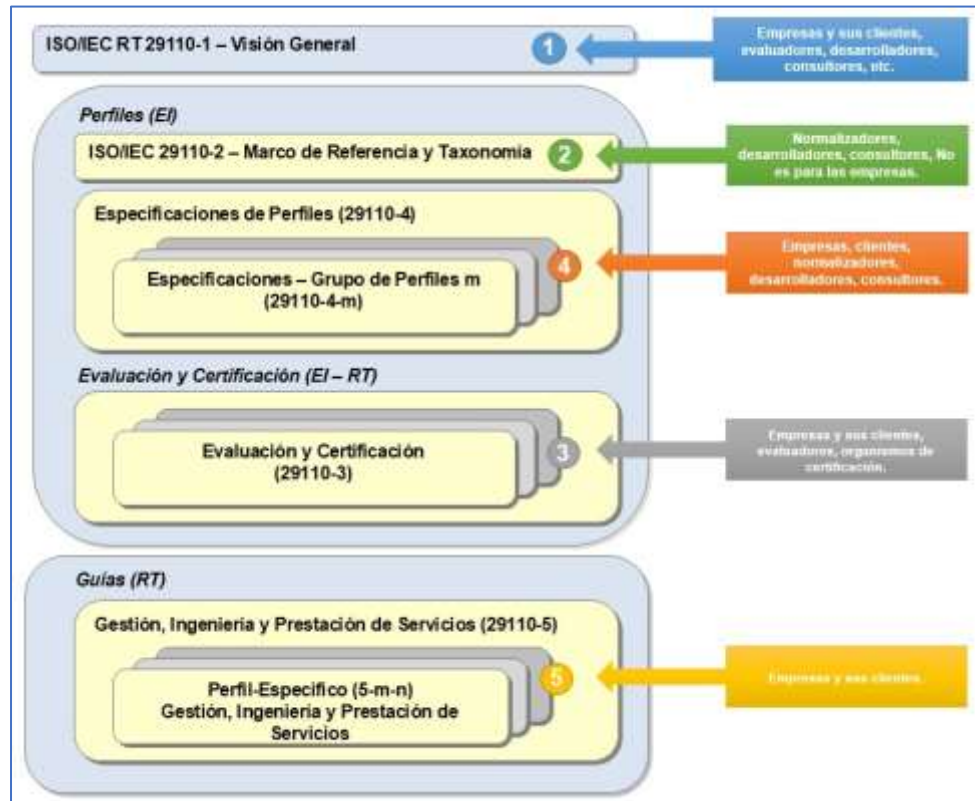 ISO/IEC RT 29110-1 – Visión General
1
Empresas y sus clientes,
evaluadores, desarrolladores,
consultores, etc.
Perfiles (EI)
ISO/IEC 29110-2 – Marco de Referencia y Taxonomía
2
Normalizadores,
desarrolladores, consultores, No
es para las empresas.
Especificaciones de Perfiles (29110-4)
4
Especificaciones – Grupo de Perfiles m
(29110-4-m)
Empresas, clientes,
normalizadores,
desarrolladores, consultores.
Evaluación y Certificación (EI – RT)
Evaluación y Certificación
(29110-3)
3
Empresas y sus clientes,
evaluadores, organismos de
certificación.
Guías (RT)
Gestión, Ingeniería y Prestación de Servicios (29110-5)
5
Perfil-Específico (5-m-n)
Gestión, Ingeniería y Prestación de
Servicios
Empresas y sus clientes.